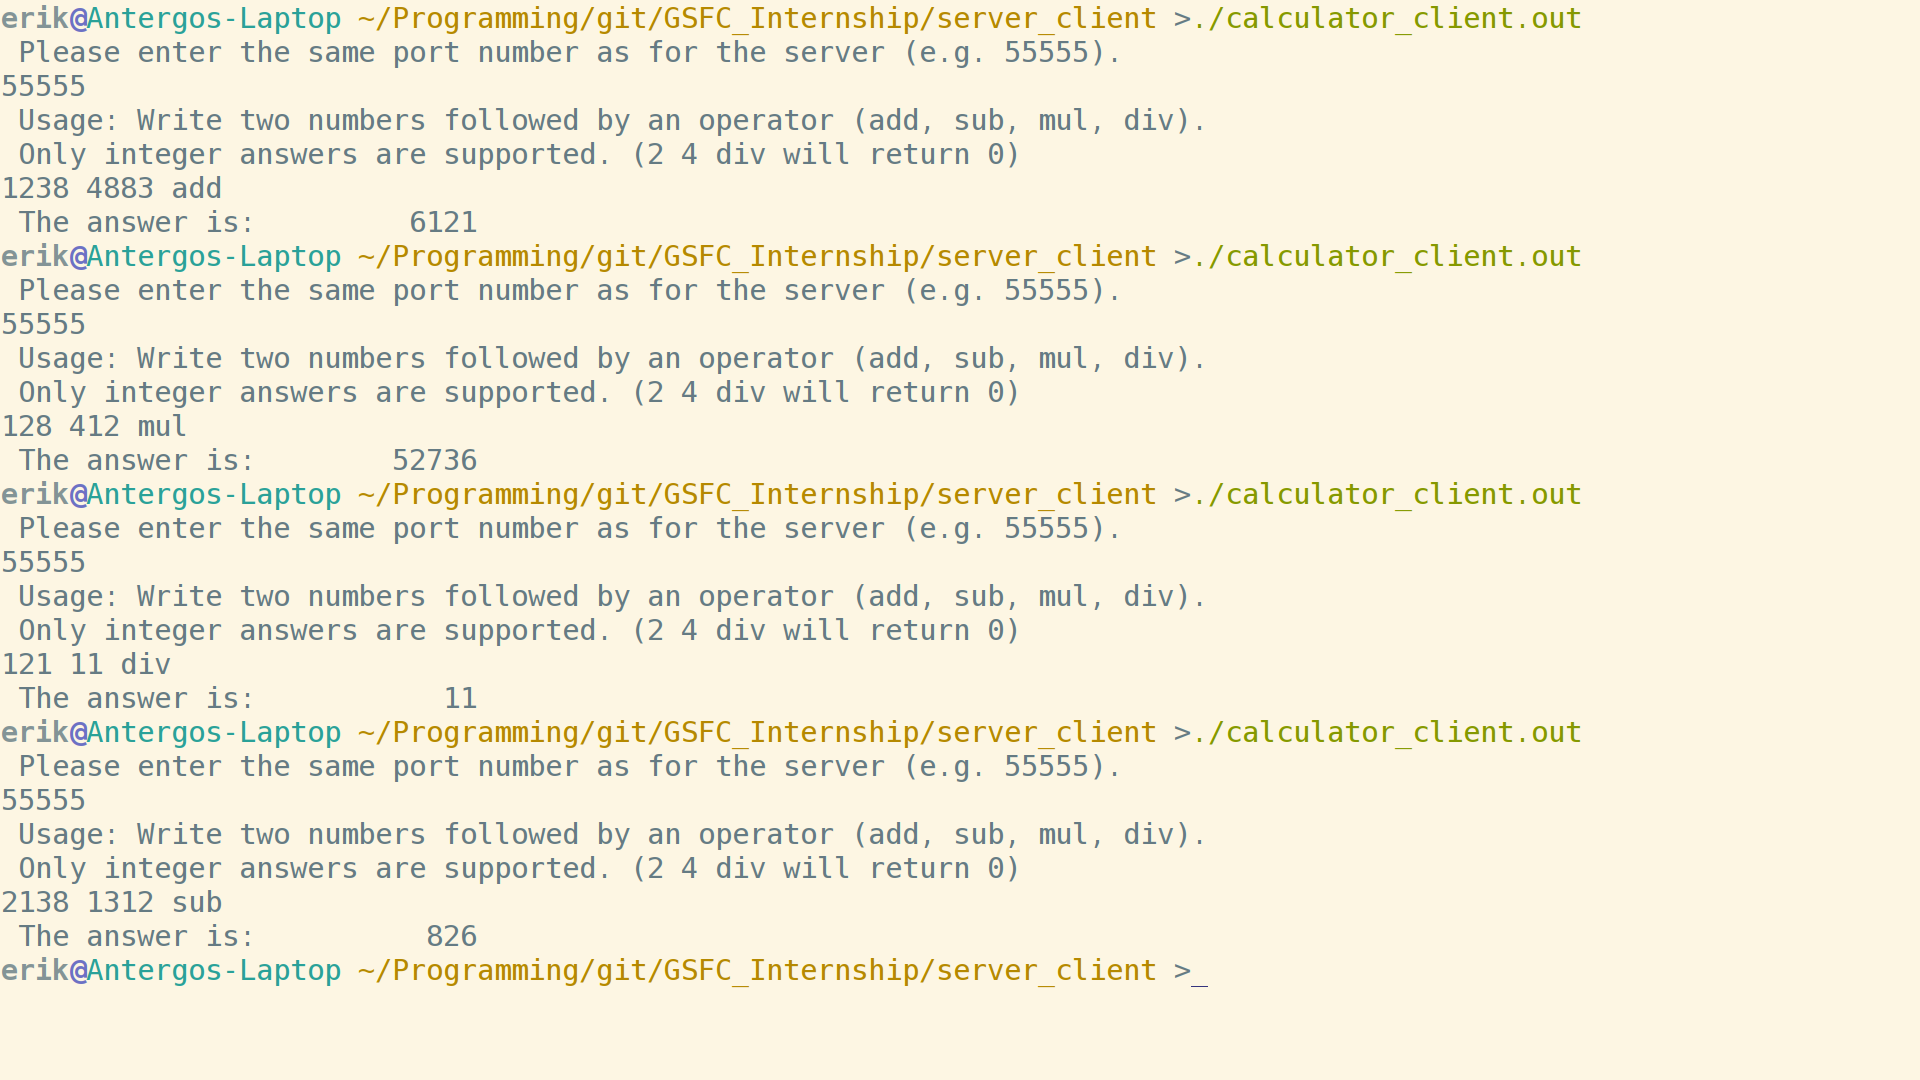 erik@Antergos-Laptop ~/Programming/git/GSFC_Internship/server_client >./calculator_client.out
 Please enter the same port number as for the server (e.g. 55555).
55555
 Usage: Write two numbers followed by an operator (add, sub, mul, div).
 Only integer answers are supported. (2 4 div will return 0)
1238 4883 add
 The answer is:         6121
erik@Antergos-Laptop ~/Programming/git/GSFC_Internship/server_client >./calculator_client.out
 Please enter the same port number as for the server (e.g. 55555).
55555
 Usage: Write two numbers followed by an operator (add, sub, mul, div).
 Only integer answers are supported. (2 4 div will return 0)
128 412 mul
 The answer is:        52736
erik@Antergos-Laptop ~/Programming/git/GSFC_Internship/server_client >./calculator_client.out
 Please enter the same port number as for the server (e.g. 55555).
55555
 Usage: Write two numbers followed by an operator (add, sub, mul, div).
 Only integer answers are supported. (2 4 div will return 0)
121 11 div
 The answer is:           11
erik@Antergos-Laptop ~/Programming/git/GSFC_Internship/server_client >./calculator_client.out
 Please enter the same port number as for the server (e.g. 55555).
55555
 Usage: Write two numbers followed by an operator (add, sub, mul, div).
 Only integer answers are supported. (2 4 div will return 0)
2138 1312 sub
 The answer is:          826
erik@Antergos-Laptop ~/Programming/git/GSFC_Internship/server_client >_